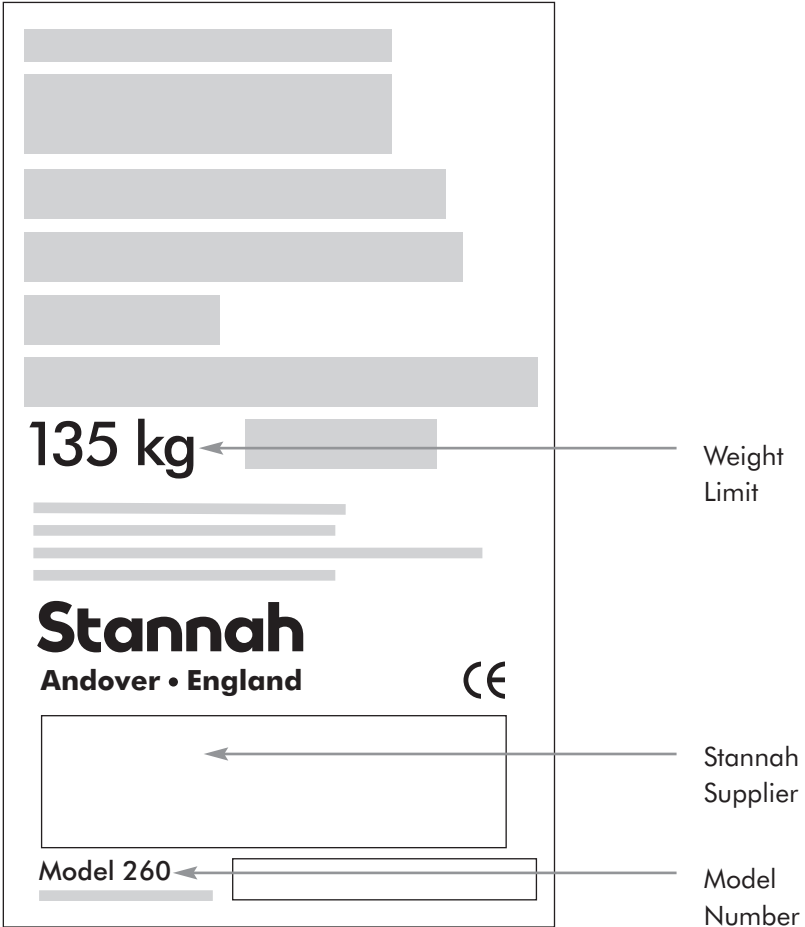 135 kg
Weight
Limit
Stannah
Andover • England
CE
Stannah
Supplier
Model 260
Model
Number